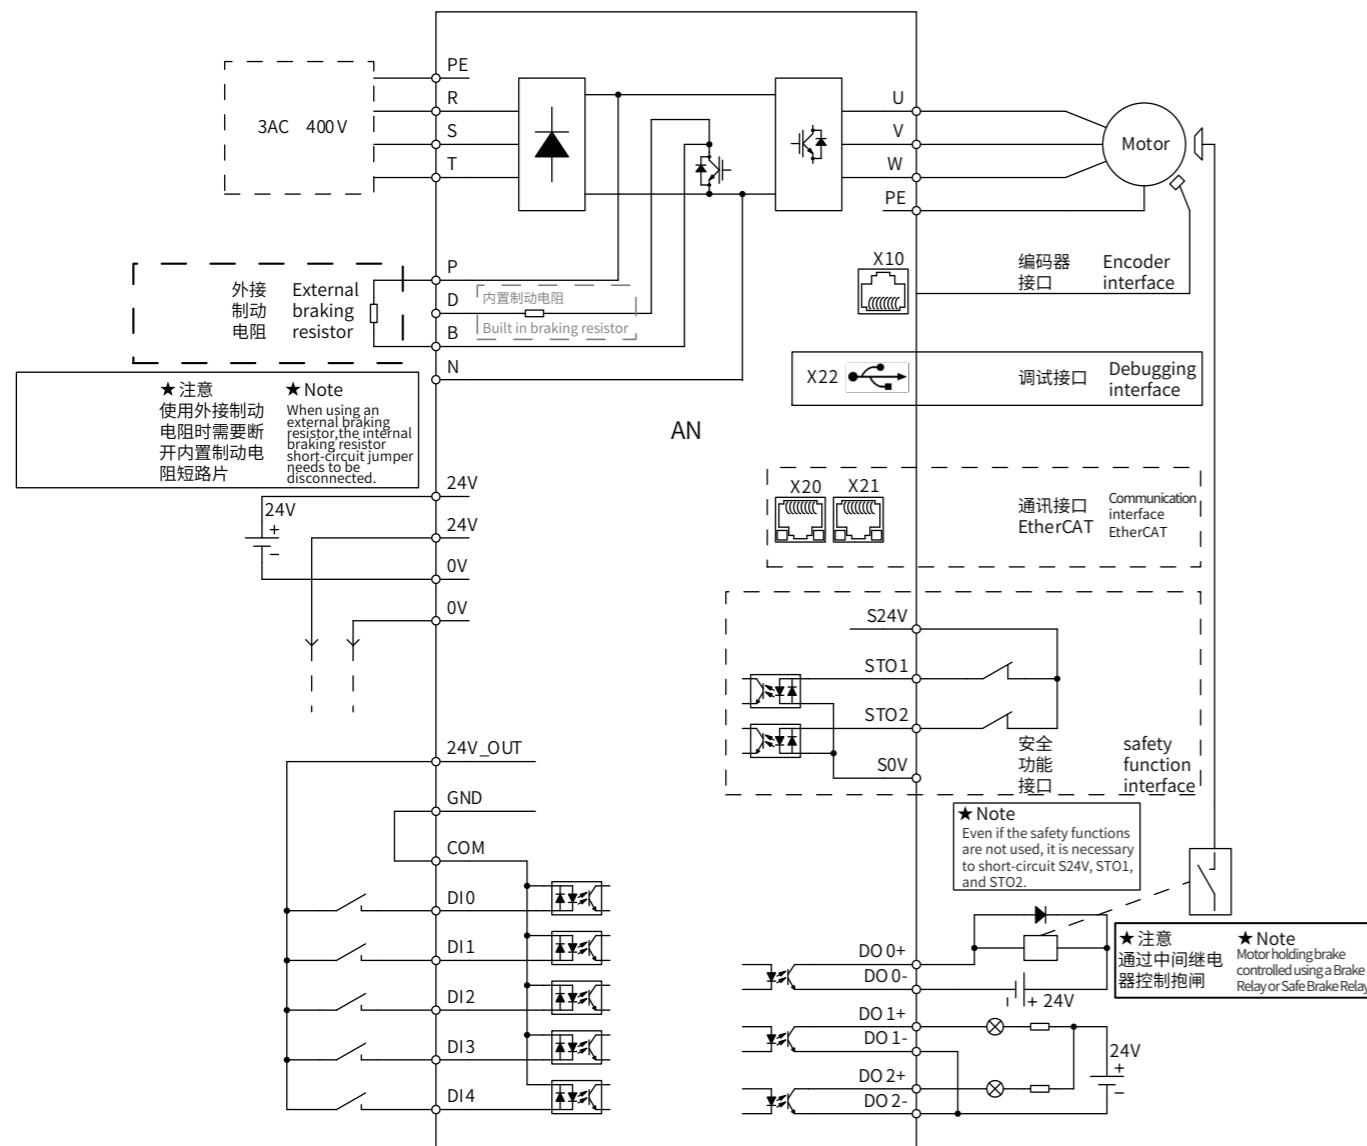 PE
R
3AC 400V
S
T
U
V
W
PE
Motor
P
D
B
N
外接
制动
电阻
External
braking
resistor
内置制动电阻
Built in braking resistor
★注意
使用外接制动
电阻时需要断
开内置制动电
阻短路片
★Note
When using an
external braking
resistor,the internal
braking resistor
short-circuit jumper
needs to be
disconnected.
X10
编码器
接口
Encoder
interface
X22
调试接口
Debugging
interface
AN
X20 X21
通讯接口
EtherCAT
Communication
interface
EtherCAT
24V
24V
+
−
24V
0V
0V
S24V
STO1
STO2
S0V
安全
功能
接口
safety
function
interface
★Note
Even if the safety functions
are not used, it is necessary
to short-circuit S24V, STO1,
and STO2.
24V_OUT
GND
COM
DI0
DI1
DI2
DI3
DI4
DO0+
DO0-
+ 24V
★注意
通过中间继电
器控制抱闸
★Note
Motor holding brake
controlled using a Brake
Relay or Safe Brake Relay
DO1+
DO1-
DO2+
DO2-
24V
+
−